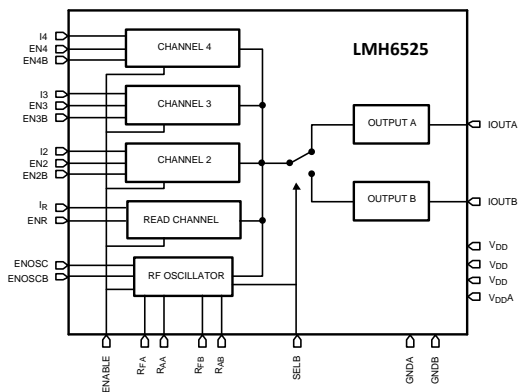 LMH6525
I4
EN4
EN4B
CHANNEL 4
I3
EN3
EN3B
CHANNEL 3
I2
EN2
EN2B
CHANNEL 2
IR
ENR
READ CHANNEL
ENOSC
ENOSCB
RF OSCILLATOR
OUTPUT A
IOUTA
OUTPUT B
IOUTB
VDD
VDD
VDD
VDDA
ENABLE
RFA
RAA
RFB
RAB
SELB
GNDA
GNDB